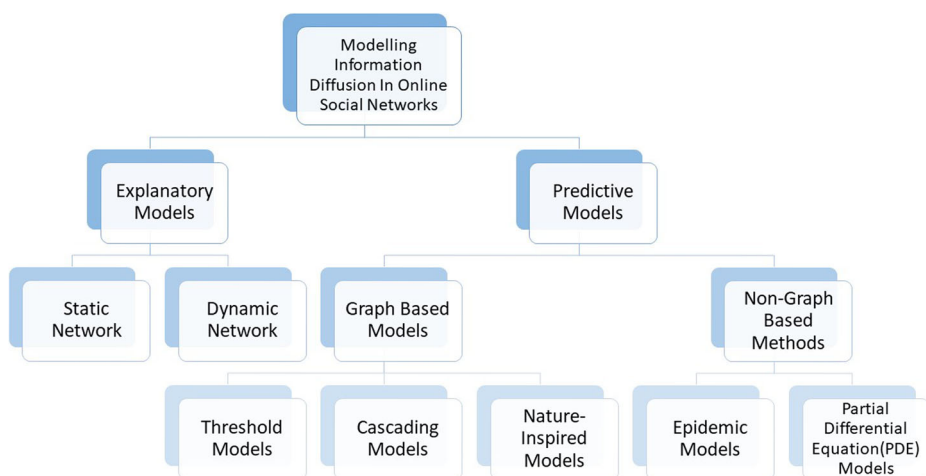 Modelling
Information
Diffusion In Online
Social Networks
Explanatory
Models
Predictive
Models
Static
Network
Dynamic
Network
Graph Based
Models
Non-Graph
Based
Methods
Threshold
Models
Cascading
Models
Nature-
Inspired Models
Epidemic
Models
Partial
Differential
Equation(PDE)
Models